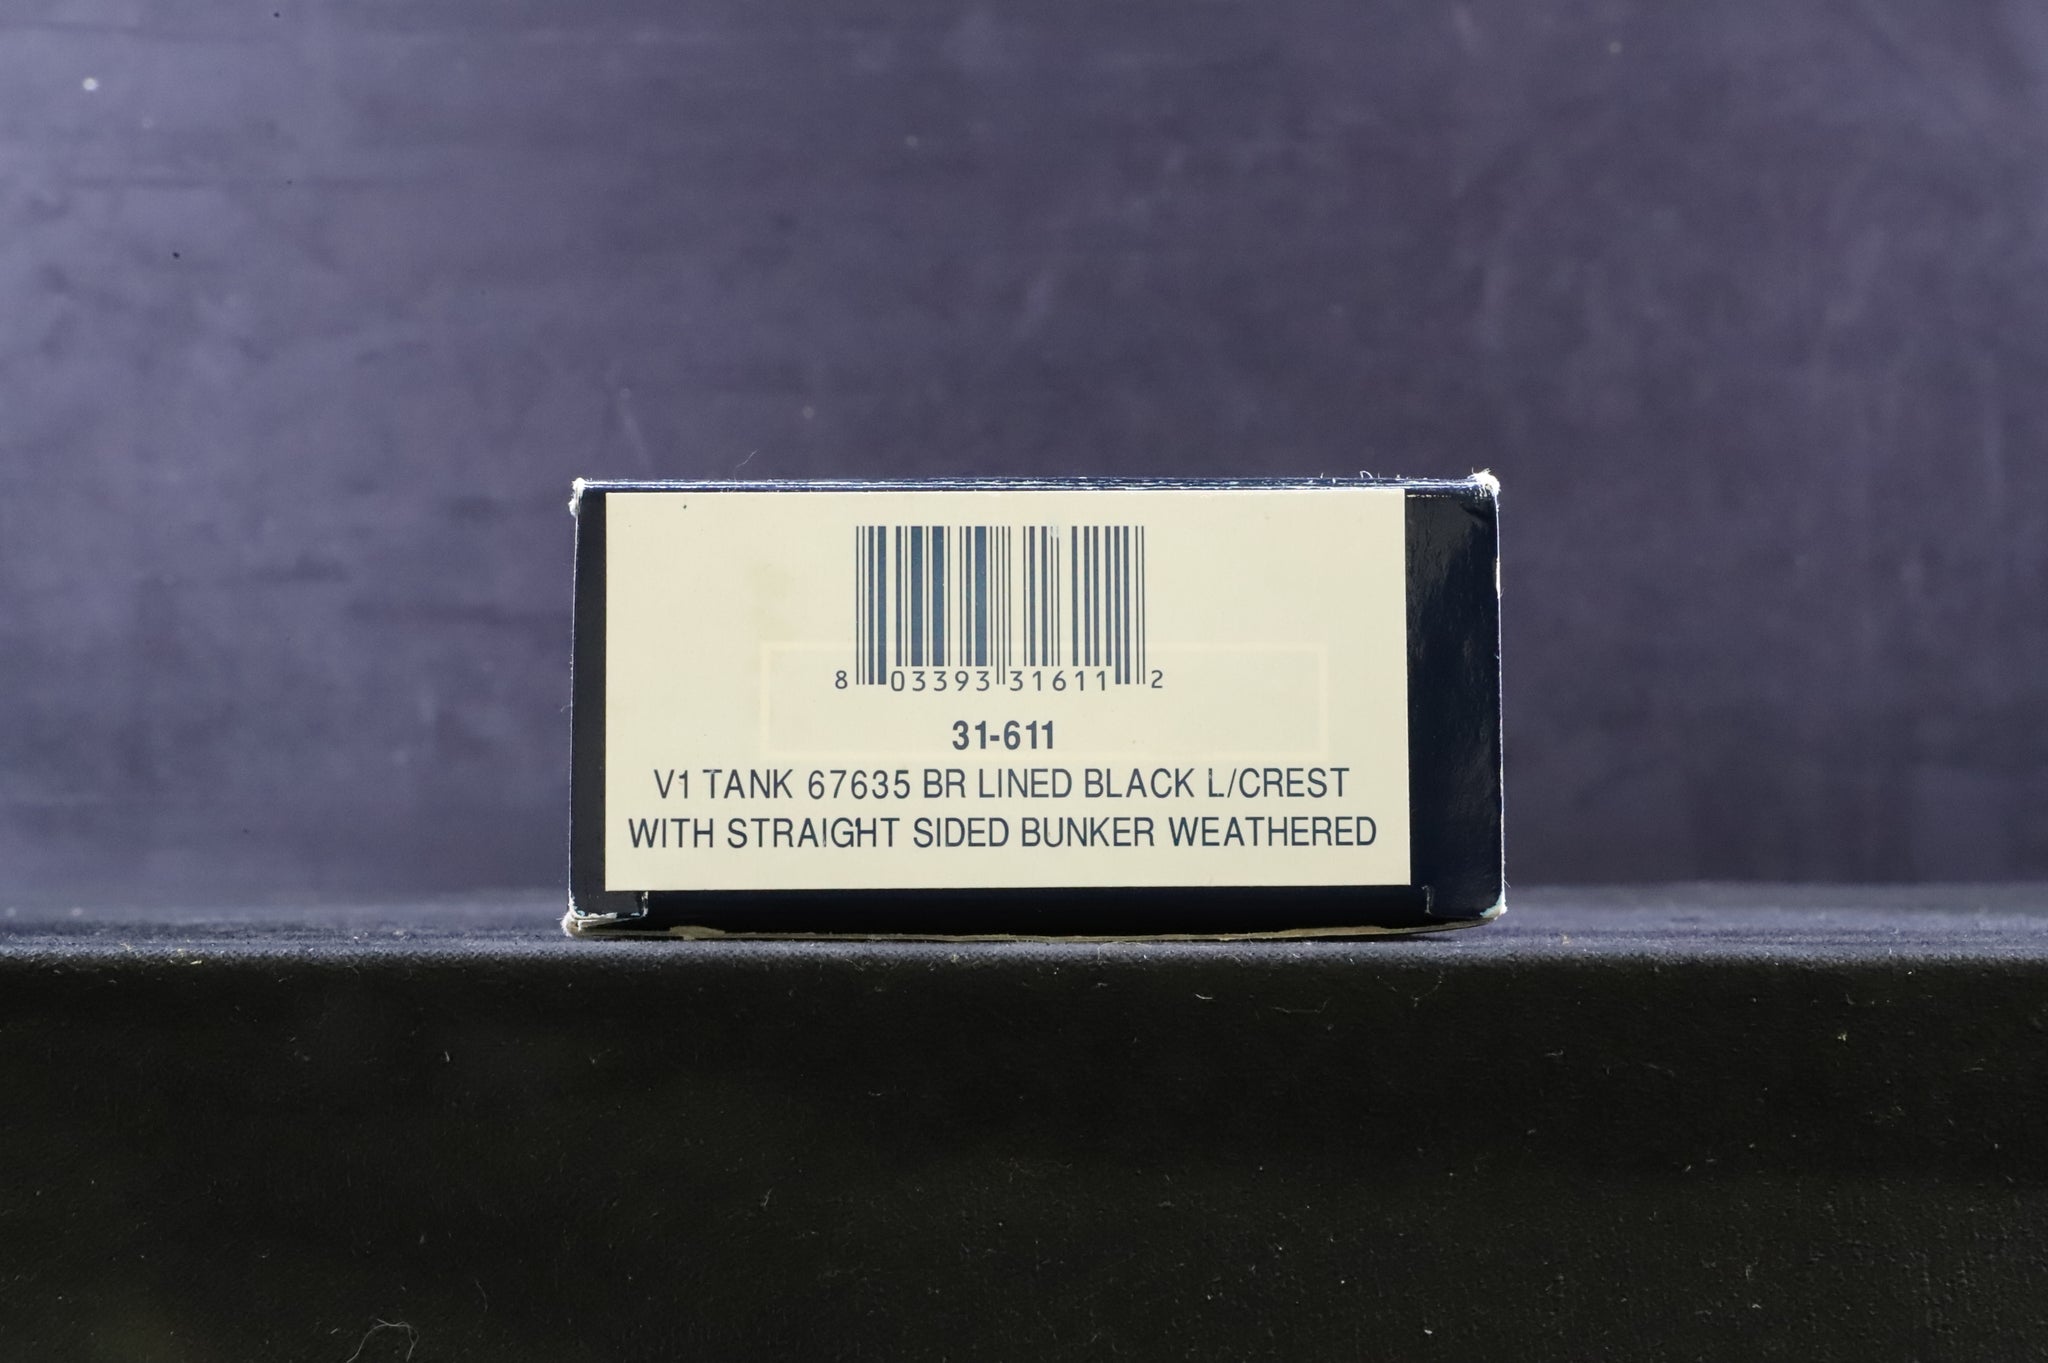 8 03393 31611 2
31-611
V1 TANK 67635 BR LINED BLACK L/CREST
WITH STRAIGHT SIDED BUNKER WEATHERED